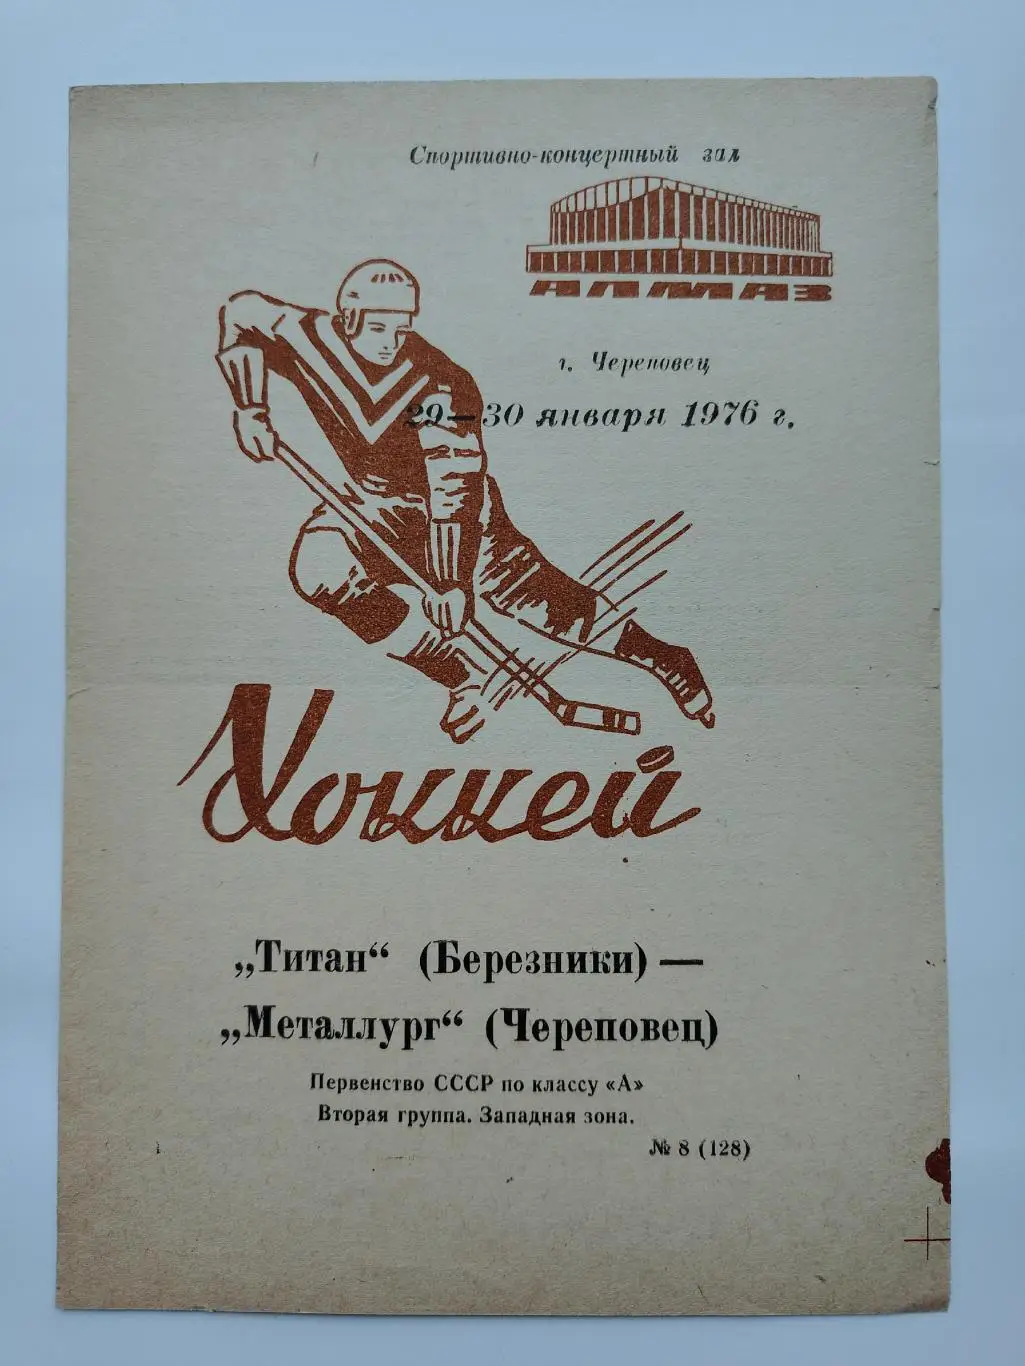 Спортивно-концертный зал
АЛМАЗ
г. Череповец
29—30 января 1976 г.
Хоккей
„Титан“ (Березники) —
„Металлург“ (Череповец)
Первенство СССР по классу «А»
Вторая группа. Западная зона.
№ 8 (128)